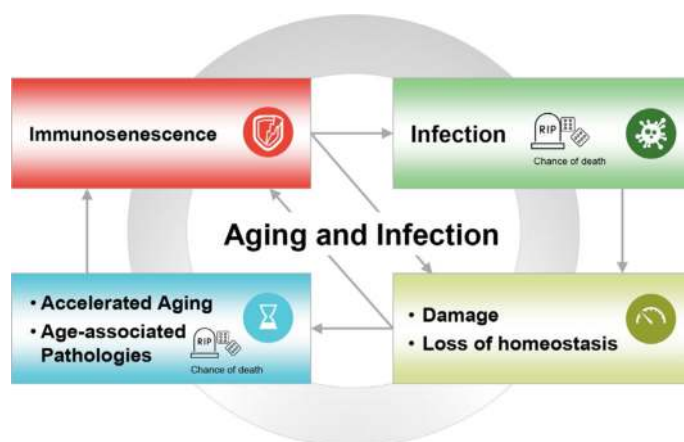 Immunosenescence
Infection
RIP
Chance of death
Aging and Infection
• Accelerated Aging
• Age-associated
Pathologies
RIP
Chance of death
• Damage
• Loss of homeostasis